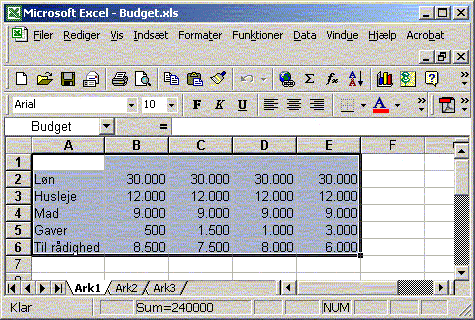 Microsoft Excel - Budget.xls
Filer Rediger Vis Indsæt Formater Funktioner Data Vindue Hjælp Acrobat
Arial 10 F K U A
Budget =
A B C D E F
1
2 Løn 30.000 30.000 30.000 30.000
3 Husleje 12.000 12.000 12.000 12.000
4 Mad 9.000 9.000 9.000 9.000
5 Gaver 500 1.500 1.000 3.000
6 Til rådighed 8.500 7.500 8.000 6.000
7
Ark1 Ark2 Ark3
Klar Sum=240000 NUM